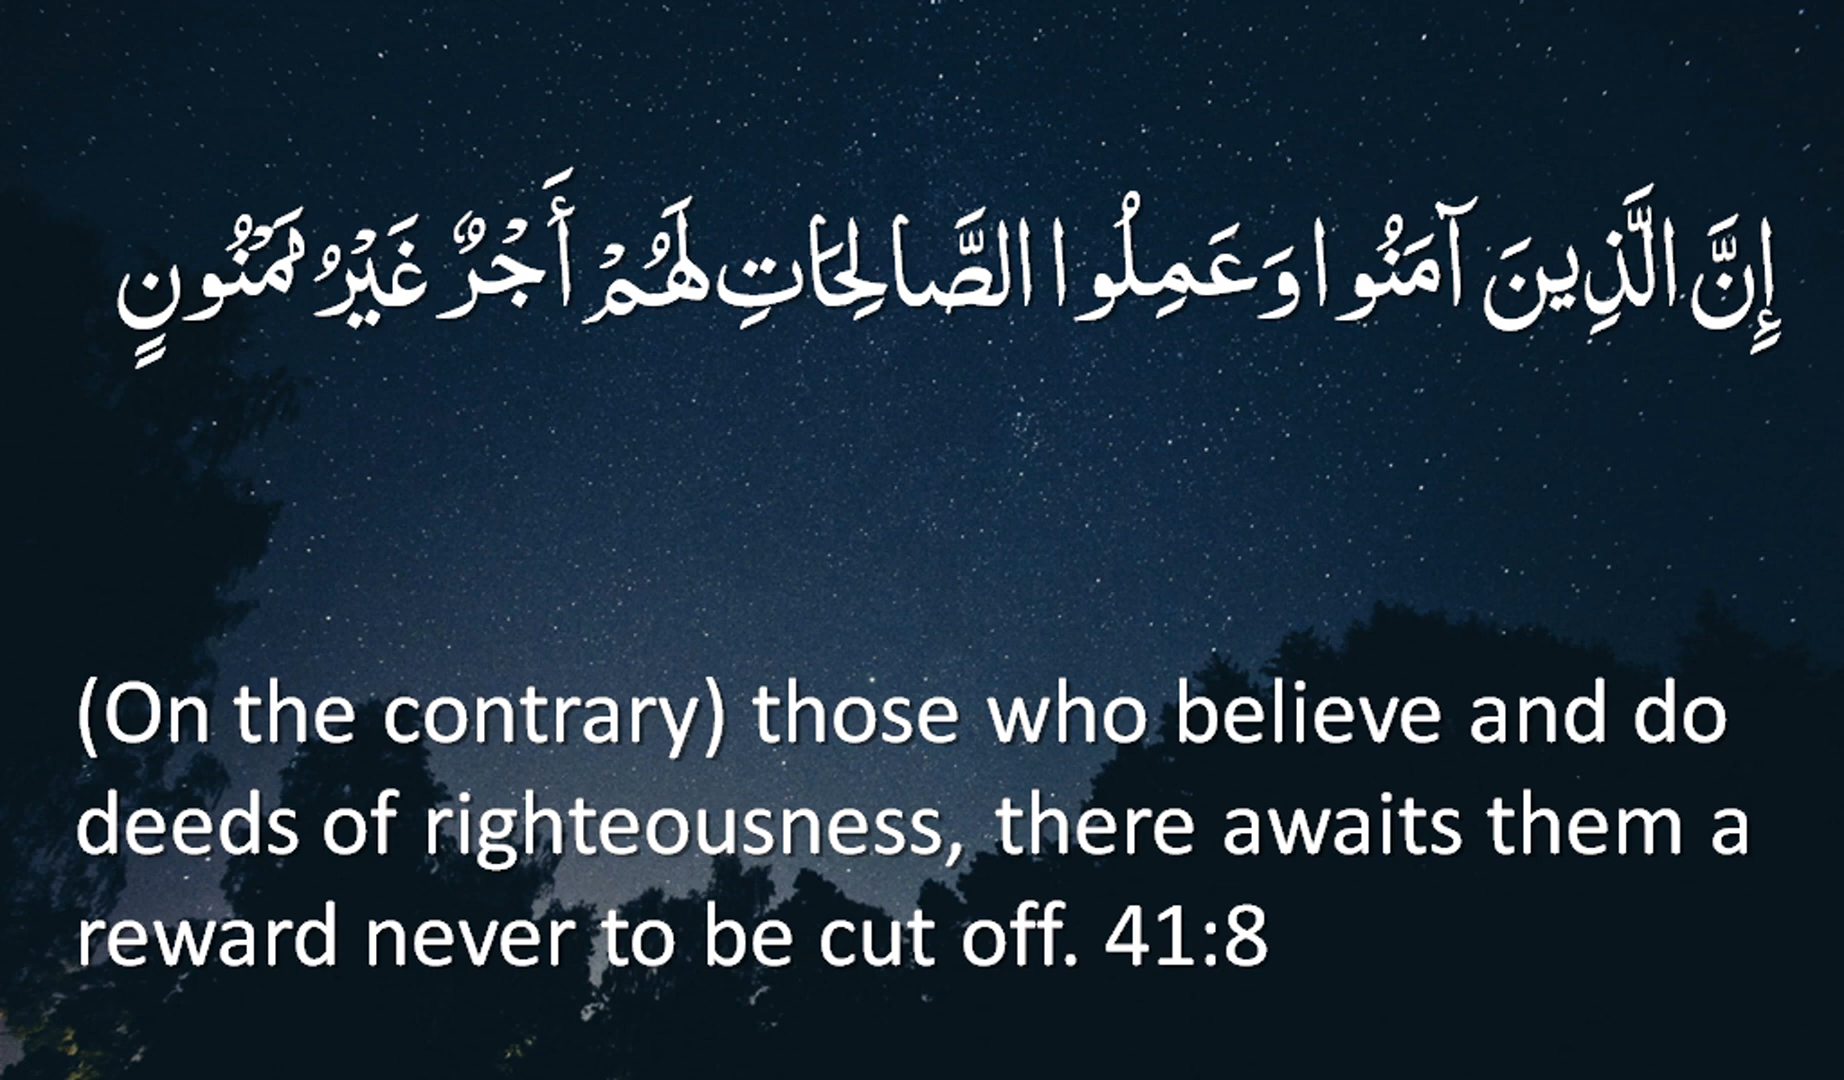 إِنَّ الَّذِينَ آمَنُوا وَعَمِلُوا الصَّالِحَاتِ لَهُمْ أَجْرٌ غَيْرُ مَمْنُونٍ
(On the contrary) those who believe and do
deeds of righteousness, there awaits them a
reward never to be cut off. 41:8